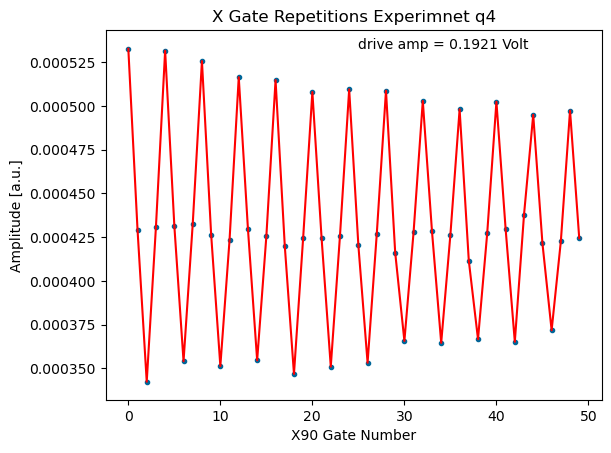 X Gate Repetitions Experimnet q4
drive amp = 0.1921 Volt
Amplitude [a.u.]
0.000525
0.000500
0.000475
0.000450
0.000425
0.000400
0.000375
0.000350
0 10 20 30 40 50
X90 Gate Number